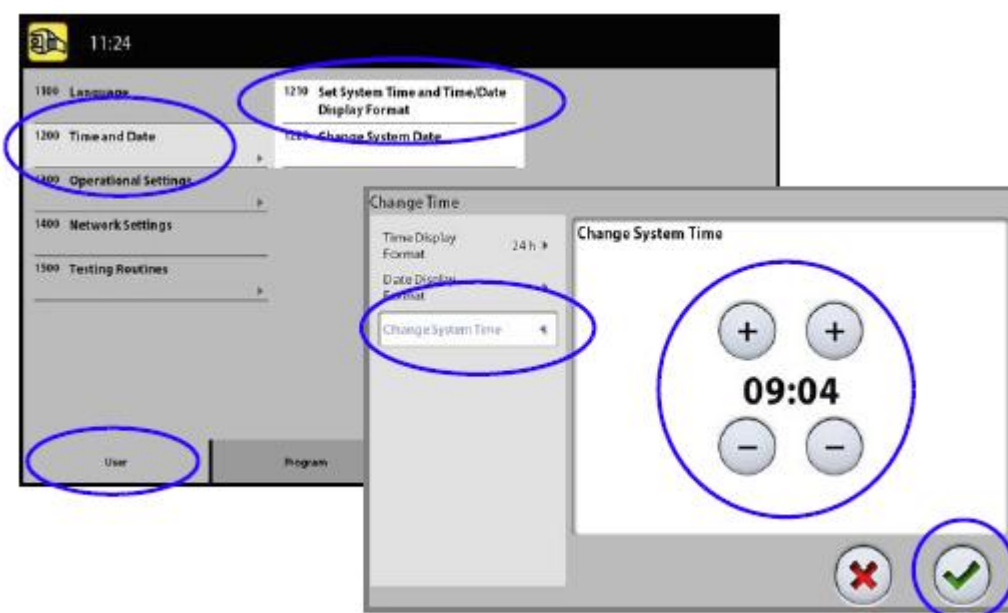 11:24
1100 Language
1200 Time and Date
1300 Operational Settings
1400 Network Settings
1500 Testing Routines
1210 Set System Time and Time/Date
Display Format
1220 Change System Date
User
Program
Change Time
Time Display
Format
24 h
Date Display
Format
Change System Time
Change System Time
+ +
09:04
− −